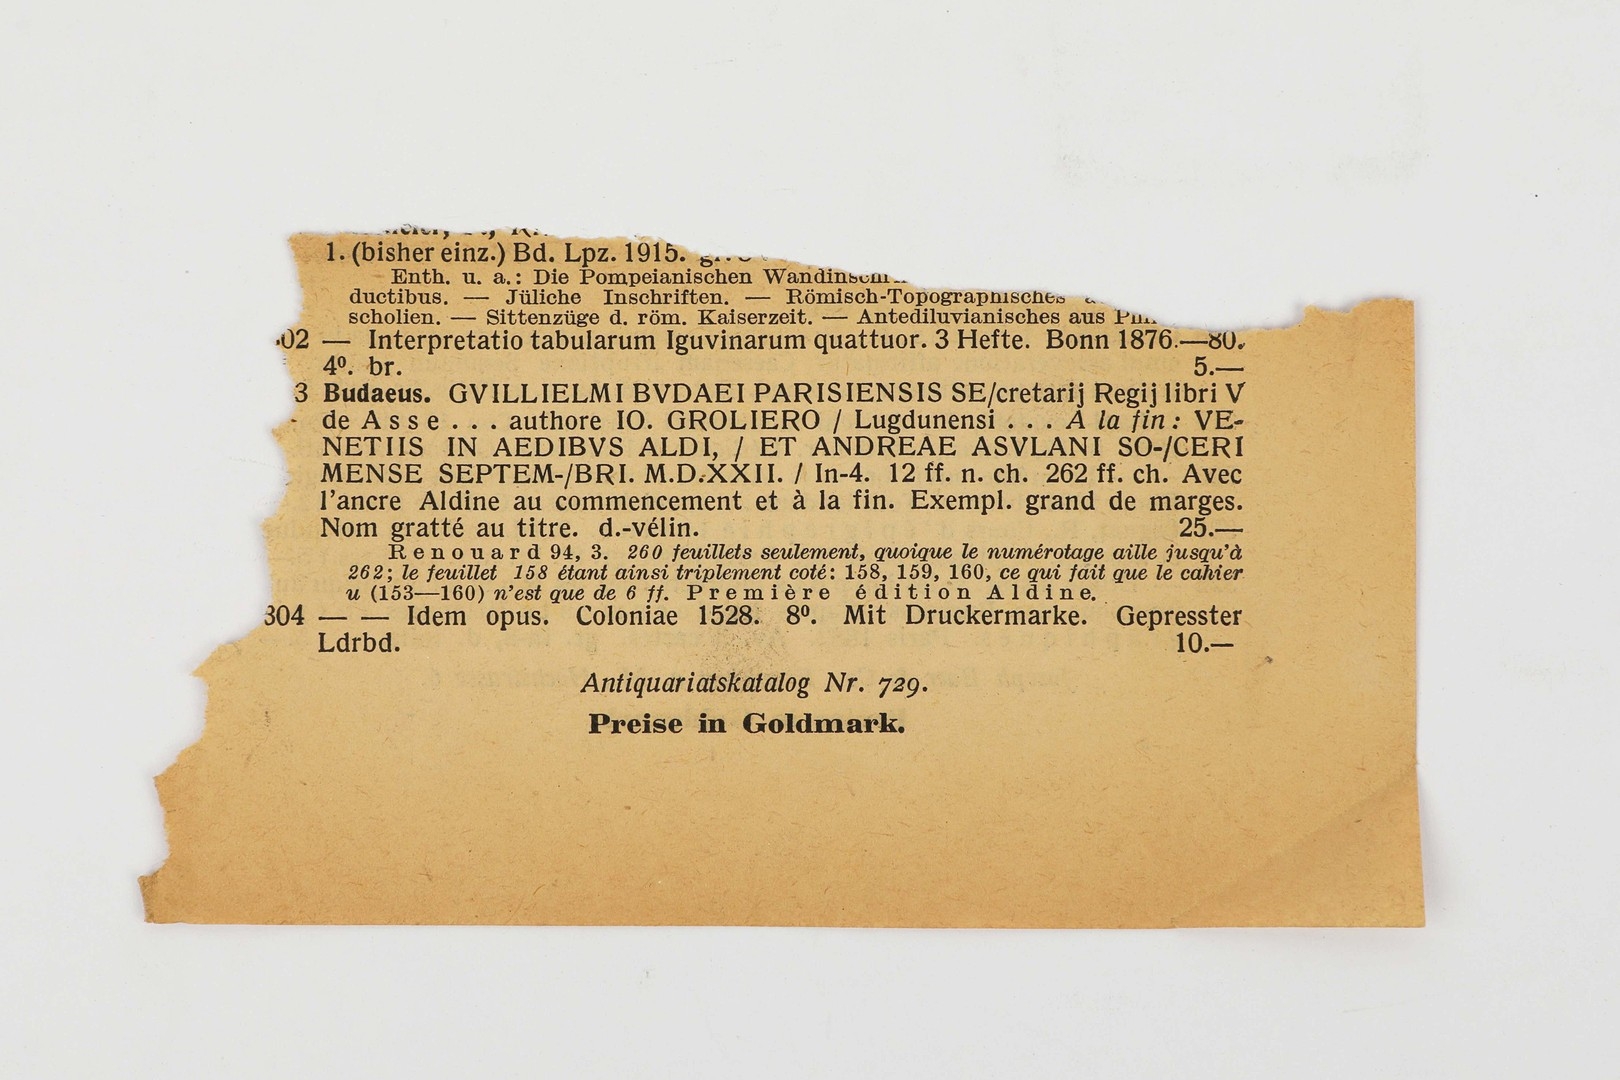 1. (bisher einz.) Bd. Lpz. 1915.
Enth. u. a.: Die Pompeianischen
ductibus. — Jüliche Inschriften. — Römisch-Topographisches
scholien. — Sittenzüge d. röm. Kaiserzeit. — Antediluvianisches aus
02 — Interpretatio tabularum Iguvinarum quattuor. 3 Hefte. Bonn 1876.—80.
4⁰. br. 5.—
3 Budaeus. GVILLIELMI BVDAEI PARISIENSIS SE/cretarij Regij libri V
de Asse . . . authore IO. GROLIERO / Lugdunensi . . . A la fin: VE-
NETIIS IN AEDIBVS ALDI, / ET ANDREAE ASVLANI SO-/CERI
MENSE SEPTEM-/BRI. M.D.XXII. / In-4. 12 ff. n. ch. 262 ff. ch. Avec
l'ancre Aldine au commencement et à la fin. Exempl. grand de marges.
Nom gratté au titre. d.-vélin. 25.—
Renouard 94, 3. 260 feuillets seulement, quoique le numérotage aille jusqu'à
262; le feuillet 158 étant ainsi triplement coté: 158, 159, 160, ce qui fait que le cahier
u (153—160) n'est que de 6 ff. Première édition Aldine.
304 — — Idem opus. Coloniae 1528. 8⁰. Mit Druckermarke. Gepresster
Ldrbd. 10.—
Antiquariatskatalog Nr. 729.
Preise in Goldmark.